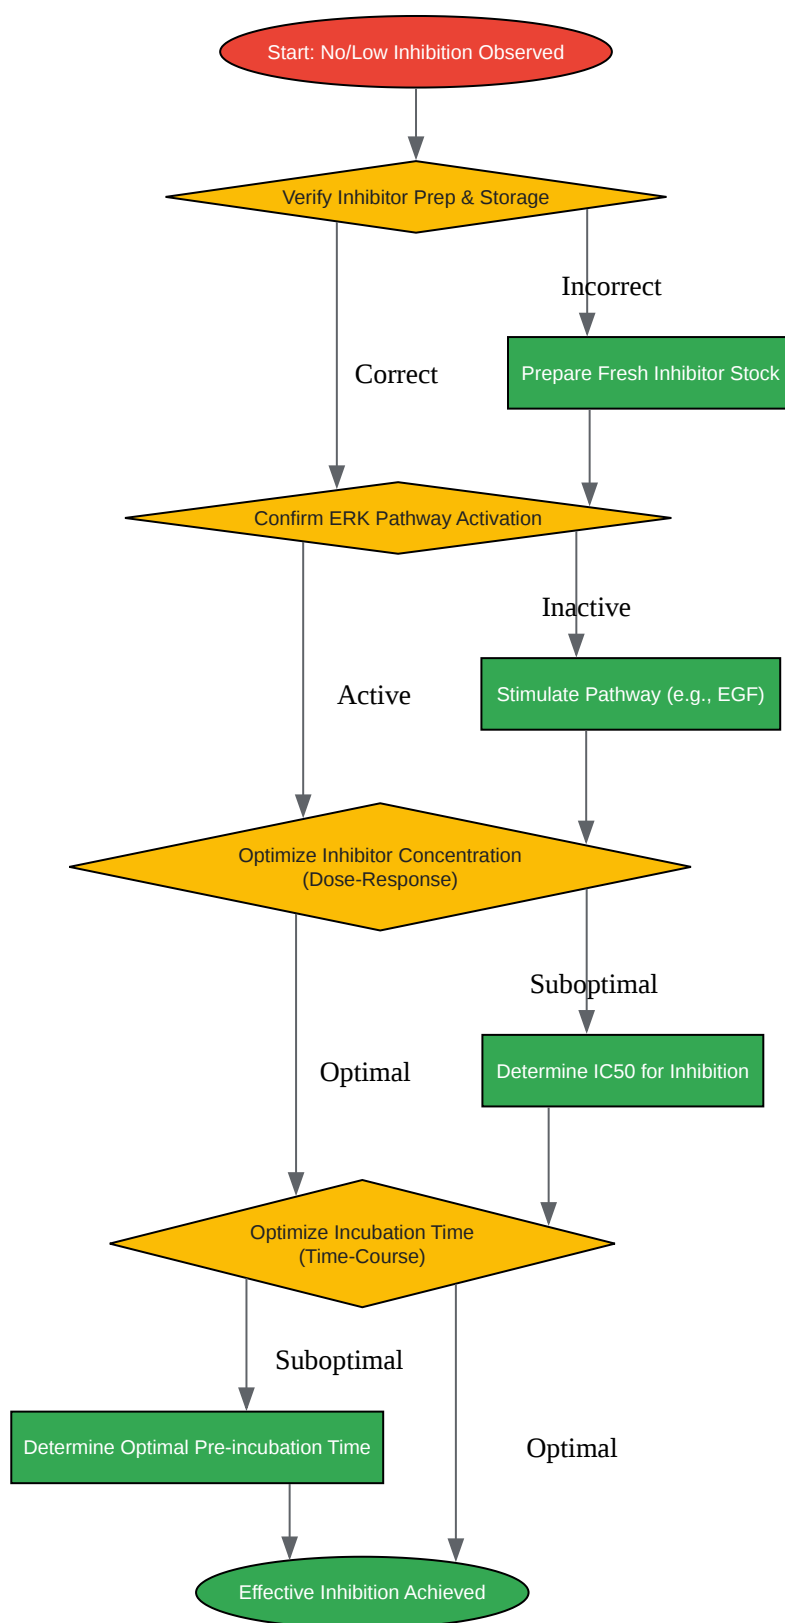 Start: No/Low Inhibition Observed
Verify Inhibitor Prep & Storage
Incorrect
Correct
Prepare Fresh Inhibitor Stock
Confirm ERK Pathway Activation
Inactive
Active
Stimulate Pathway (e.g., EGF)
Optimize Inhibitor Concentration
(Dose-Response)
Suboptimal
Optimal
Determine IC50 for Inhibition
Optimize Incubation Time
(Time-Course)
Suboptimal
Determine Optimal Pre-incubation Time
Optimal
Effective Inhibition Achieved